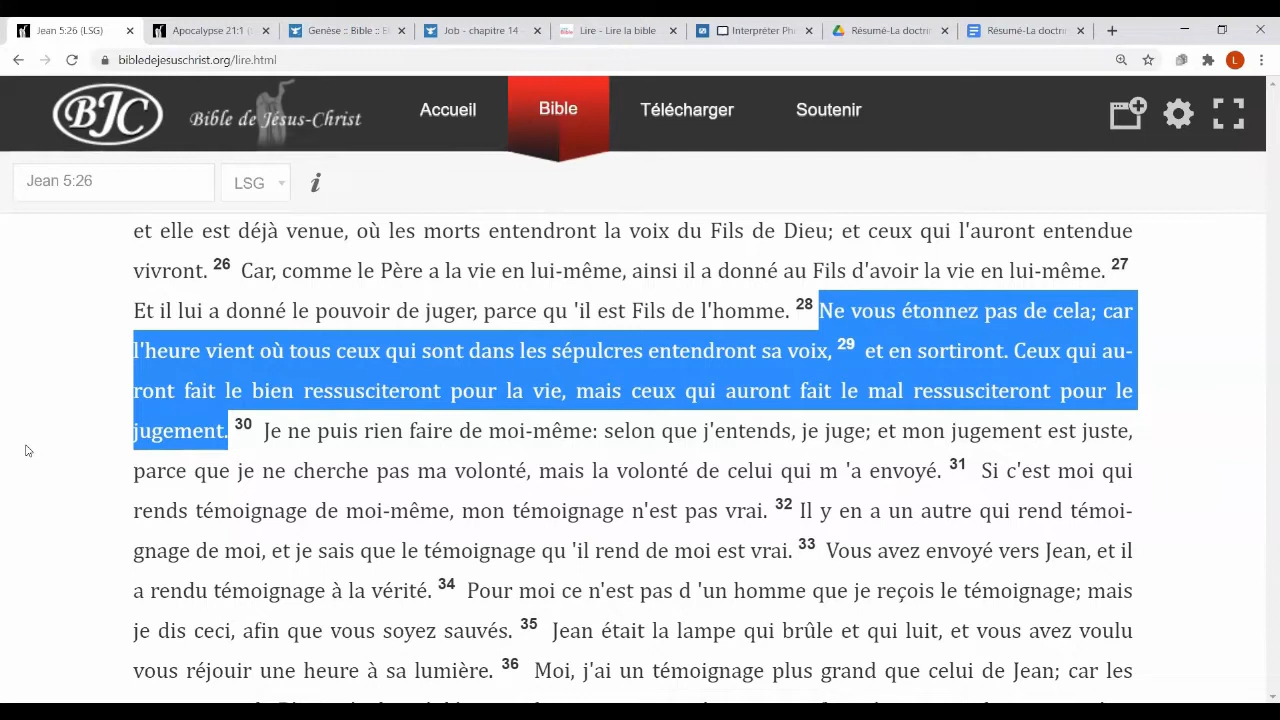 Jean 5:26 (LSG)
Apocalypse 21:1 (
Genèse :: Bible :: El
Job - chapitre 14 –
Lire - Lire la bible
Interpréter Ph
Résumé-La doctri
Résumé-La doctri
bibledejesuschrist.org/lire.html
L
BJC
Bible de Jésus-Christ
Accueil
Bible
Télécharger
Soutenir
Jean 5:26
LSG
i
et elle est déjà venue, où les morts entendront la voix du Fils de Dieu; et ceux qui l'auront entendue
vivront. 26 Car, comme le Père a la vie en lui-même, ainsi il a donné au Fils d'avoir la vie en lui-même. 27
Et il lui a donné le pouvoir de juger, parce qu 'il est Fils de l'homme. 28 Ne vous étonnez pas de cela; car
l'heure vient où tous ceux qui sont dans les sépulcres entendront sa voix, 29 et en sortiront. Ceux qui au-
ront fait le bien ressusciteront pour la vie, mais ceux qui auront fait le mal ressusciteront pour le
jugement. 30 Je ne puis rien faire de moi-même: selon que j'entends, je juge; et mon jugement est juste,
parce que je ne cherche pas ma volonté, mais la volonté de celui qui m 'a envoyé. 31 Si c'est moi qui
rends témoignage de moi-même, mon témoignage n'est pas vrai. 32 Il y en a un autre qui rend témoi-
gnage de moi, et je sais que le témoignage qu 'il rend de moi est vrai. 33 Vous avez envoyé vers Jean, et il
a rendu témoignage à la vérité. 34 Pour moi ce n'est pas d 'un homme que je reçois le témoignage; mais
je dis ceci, afin que vous soyez sauvés. 35 Jean était la lampe qui brûle et qui luit, et vous avez voulu
vous réjouir une heure à sa lumière. 36 Moi, j'ai un témoignage plus grand que celui de Jean; car les